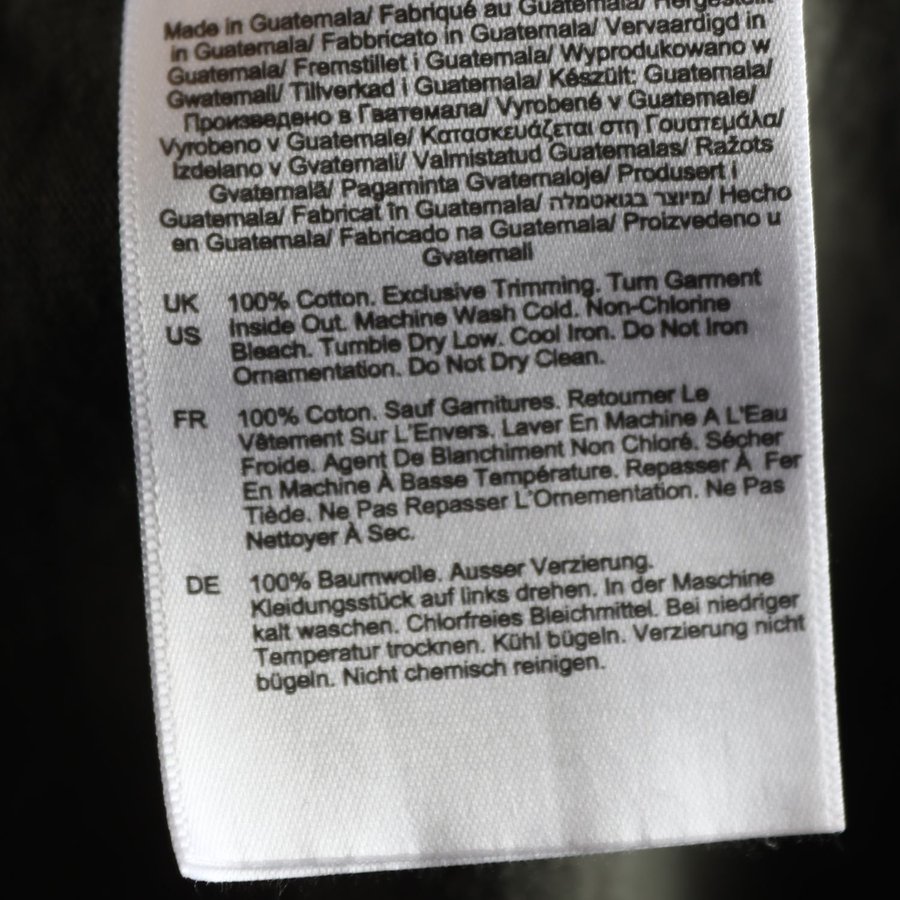 Made in Guatemala/ Fabriqué au Guatemala/ Hergestellt
in Guatemala/ Fabbricato in Guatemala/ Vervaardigd in
Guatemala/ Fremstillet i Guatemala/ Wyprodukowano w
Gwatemali/ Tillverkad i Guatemala/ Készült: Guatemala/
Произведено в Гватемала/ Vyrobené v Guatemale/
Vyrobeno v Guatemale/ Κατασκευάζεται στη Γουατεμάλα/
Izdelano v Gvatemali/ Valmistatud Guatemalas/ Ražots
Gvatemalā/ Pagaminta Gvatemaloje/ Produsert i
Guatemala/ Fabricat în Guatemala/ מיוצר בגואטמלה/ Hecho
en Guatemala/ Fabricado na Guatemala/ Proizvedeno u
Gvatemali
UK 100% Cotton. Exclusive Trimming. Turn Garment
US Inside Out. Machine Wash Cold. Non-Chlorine
Bleach. Tumble Dry Low. Cool Iron. Do Not Iron
Ornamentation. Do Not Dry Clean.
FR 100% Coton. Sauf Garnitures. Retourner Le
Vêtement Sur L'Envers. Laver En Machine A L'Eau
Froide. Agent De Blanchiment Non Chloré. Sécher
En Machine À Basse Température. Repasser À Fer
Tiède. Ne Pas Repasser L'Ornementation. Ne Pas
Nettoyer À Sec.
DE 100% Baumwolle. Ausser Verzierung.
Kleidungsstück auf links drehen. In der Maschine
kalt waschen. Chlorfreies Bleichmittel. Bei niedriger
Temperatur trocknen. Kühl bügeln. Verzierung nicht
bügeln. Nicht chemisch reinigen.